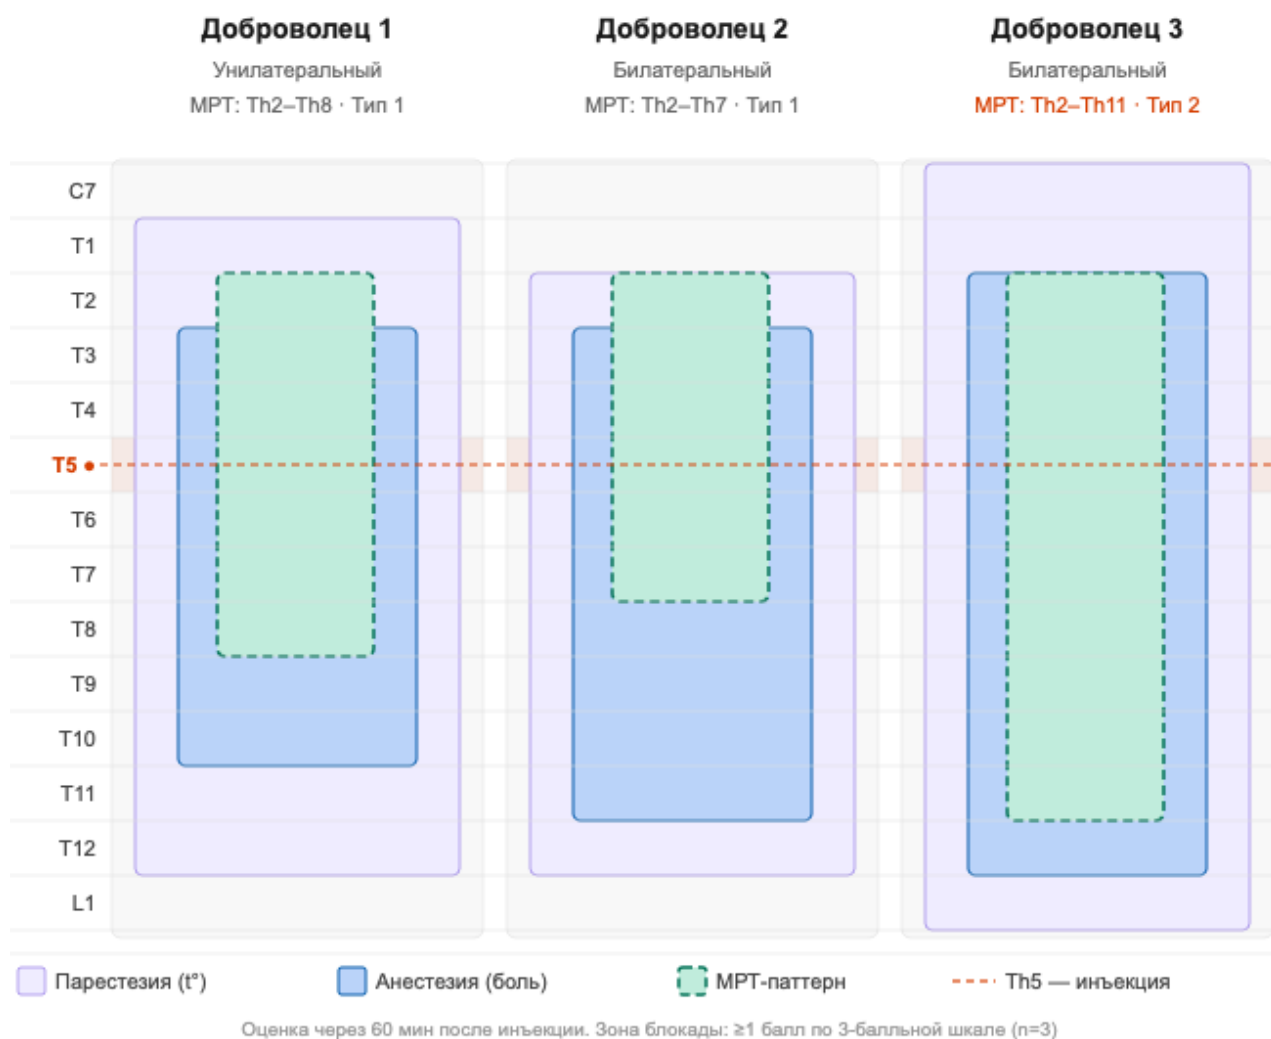 Доброволец 1 Доброволец 2 Доброволец 3
Унилатеральный Билатеральный Билатеральный
МРТ: Th2–Th8 · Тип 1 МРТ: Th2–Th7 · Тип 1 МРТ: Th2–Th11 · Тип 2
C7
T1
T2
T3
T4
T5
T6
T7
T8
T9
T10
T11
T12
L1
Парестезия (t°) Анестезия (боль) МРТ-паттерн Th5 — инъекция
Оценка через 60 мин после инъекции. Зона блокады: ≥1 балл по 3-балльной шкале (n=3)